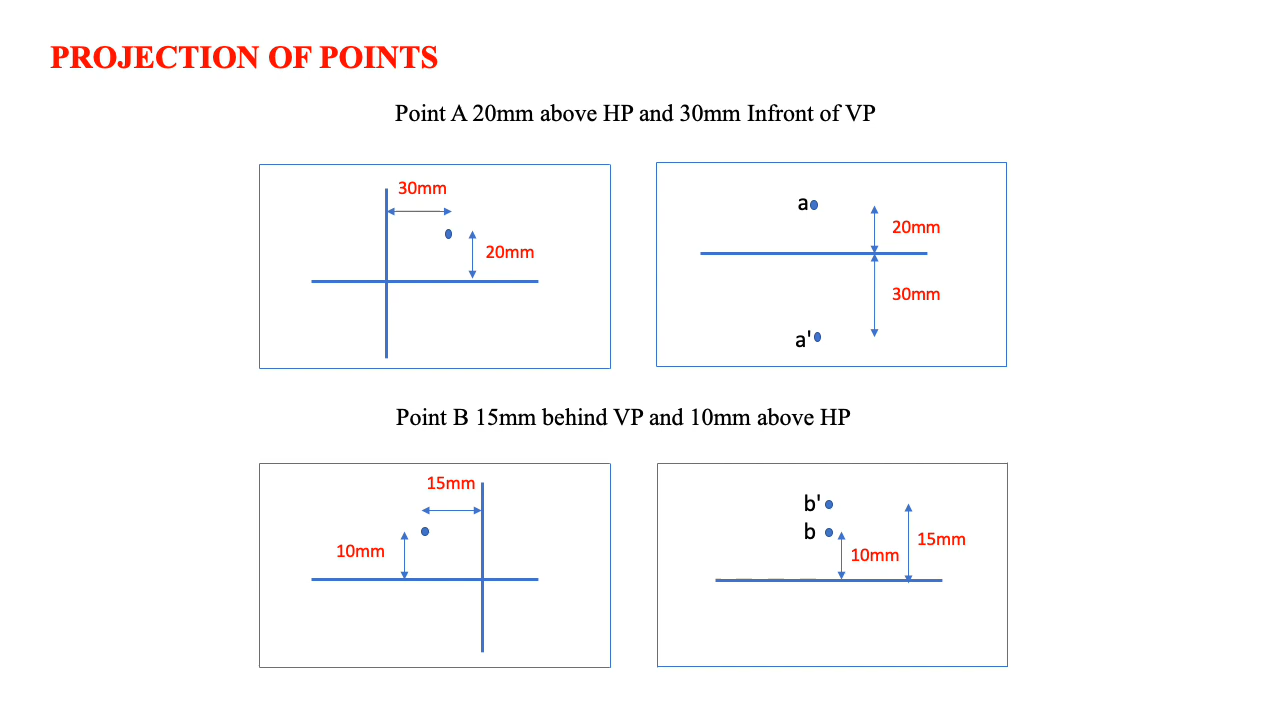 PROJECTION OF POINTS
Point A 20mm above HP and 30mm Infront of VP
30mm
20mm
a
20mm
30mm
a'
Point B 15mm behind VP and 10mm above HP
15mm
10mm
b'
b
15mm
10mm